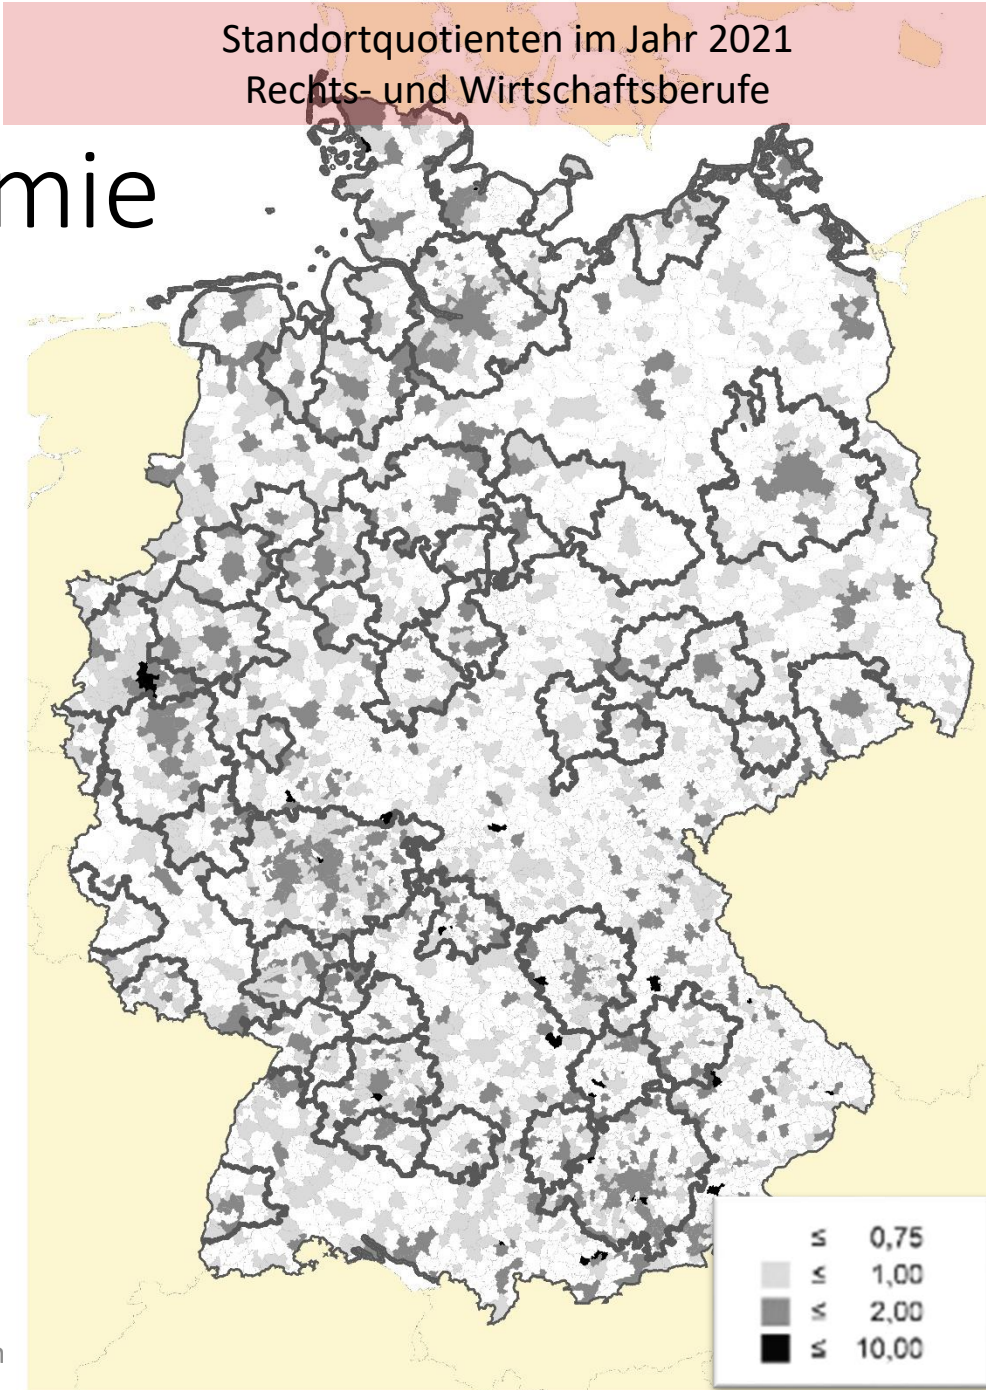 Standortquotienten im Jahr 2021
Rechts- und Wirtschaftsberufe
mie
≤ 0,75
≤ 1,00
≤ 2,00
≤ 10,00
n